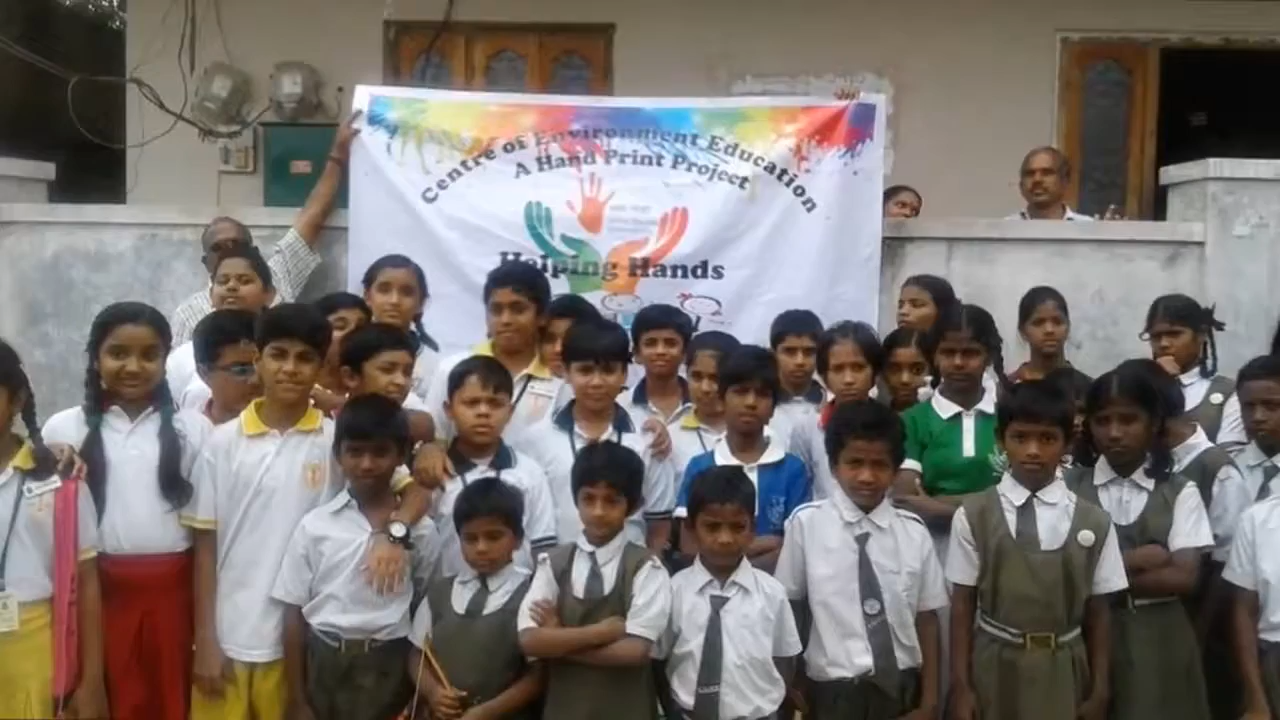 Centre of Environment Education
A Hand Print Project
Helping Hands